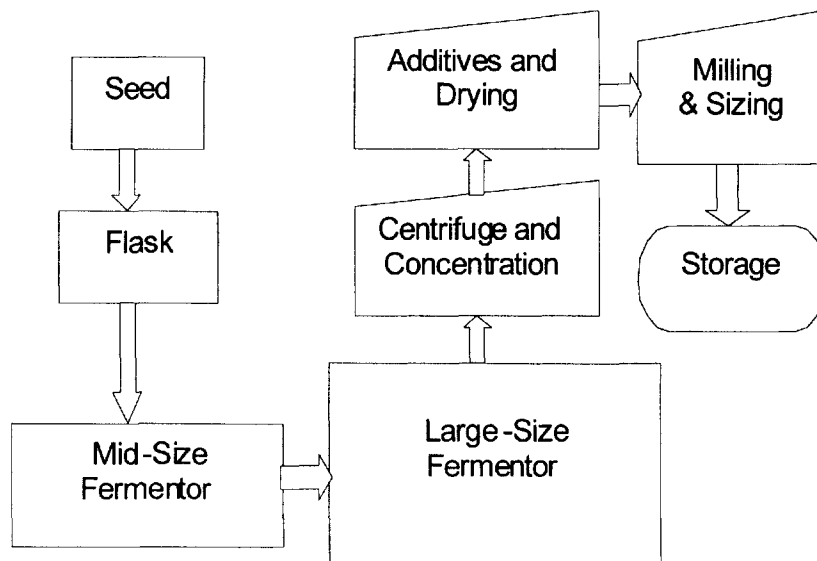 Seed
Flask
Mid-Size
Fermentor
Large-Size
Fermentor
Centrifuge and
Concentration
Additives and
Drying
Milling
& Sizing
Storage